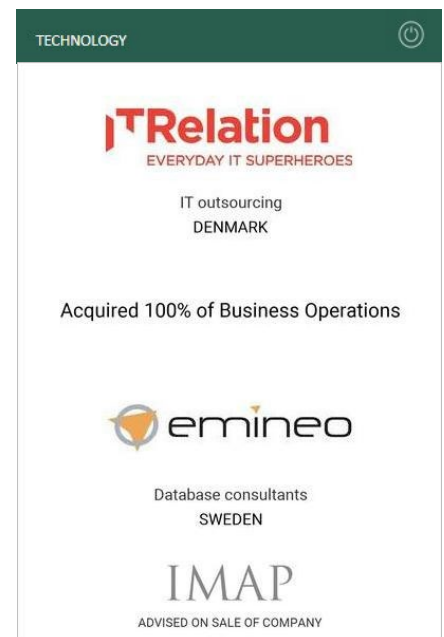 TECHNOLOGY
ITRelation
EVERYDAY IT SUPERHEROES
IT outsourcing
DENMARK
Acquired 100% of Business Operations
emineo
Database consultants
SWEDEN
IMAP
ADVISED ON SALE OF COMPANY